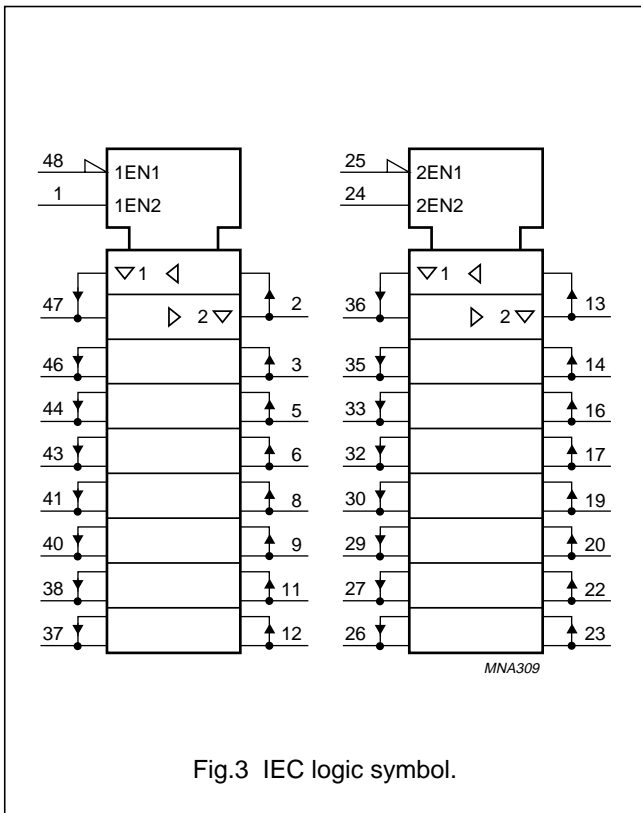 48 1EN1 25 2EN1
1 1EN2 24 2EN2
1 1
47 2 2 36 2 13
46 3 35 14
44 5 33 16
43 6 32 17
41 8 30 19
40 9 29 20
38 11 27 22
37 12 26 23
MNA309
Fig.3 IEC logic symbol.